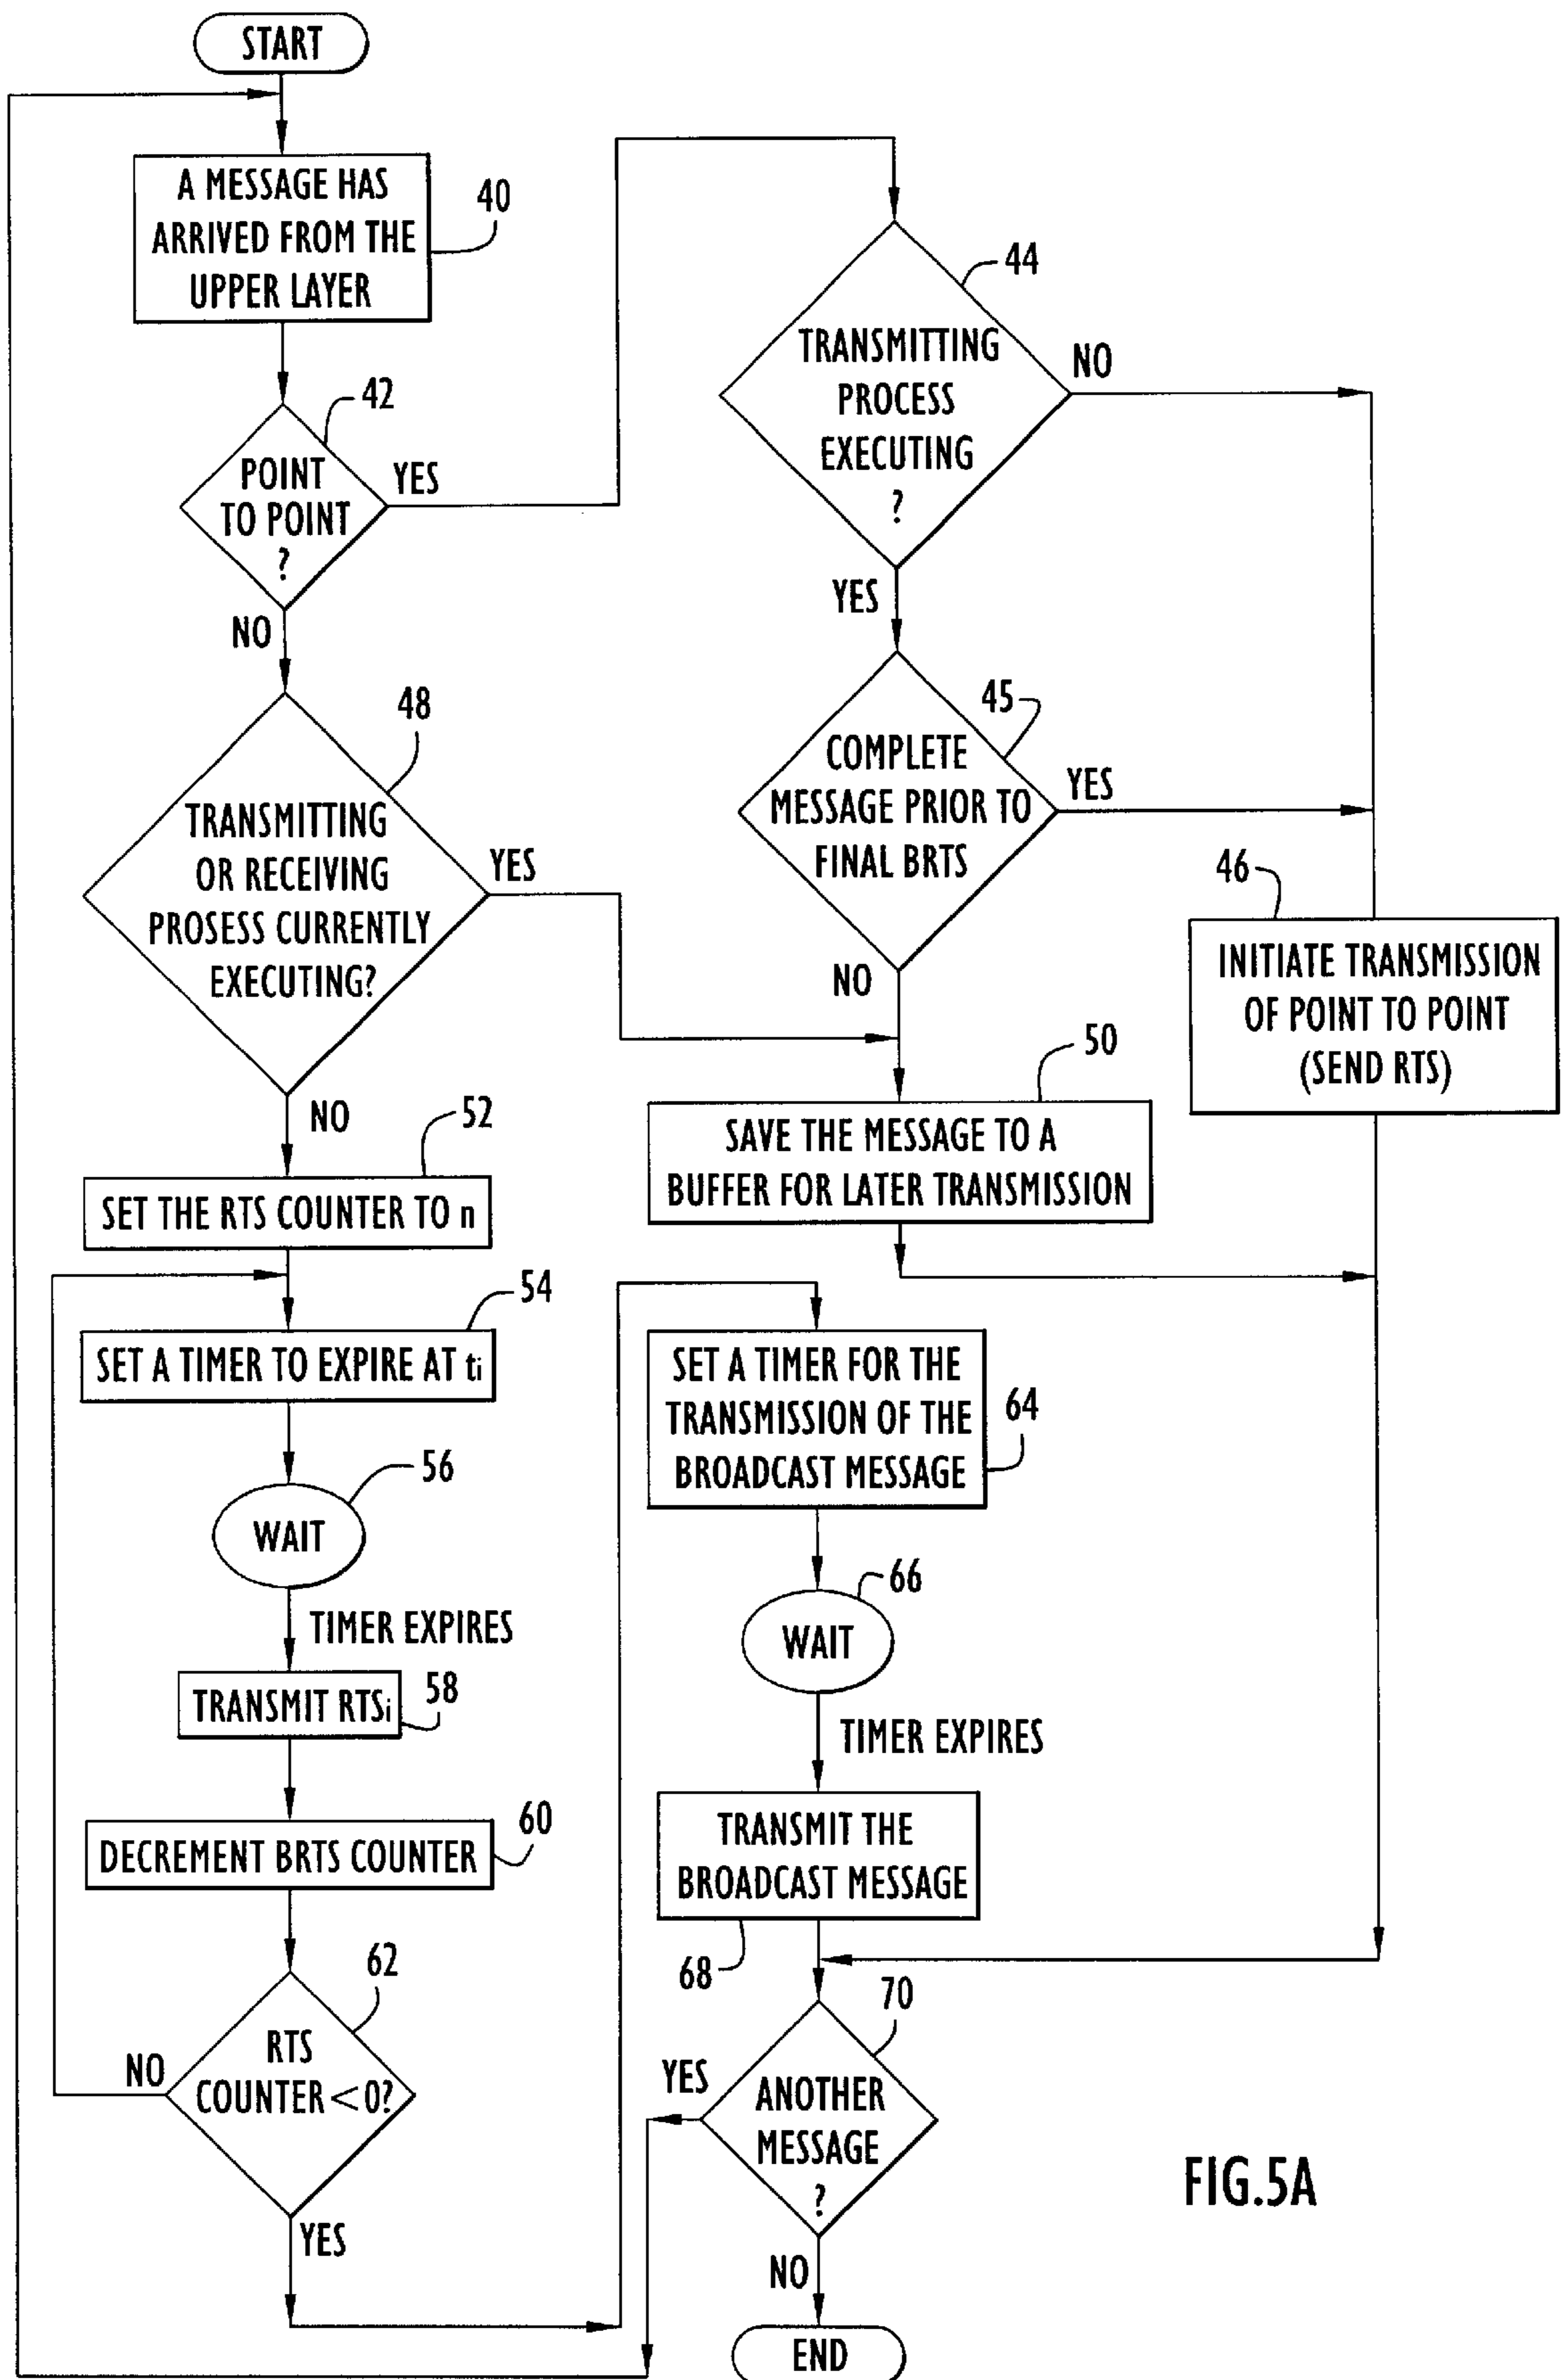 START
A MESSAGE HAS
ARRIVED FROM THE
UPPER LAYER
40
42
POINT
TO POINT
?
YES
NO
44
TRANSMITTING
PROCESS
EXECUTING
?
NO
YES
45
COMPLETE
MESSAGE PRIOR TO
FINAL BRTS
YES
NO
46
INITIATE TRANSMISSION
OF POINT TO POINT
(SEND RTS)
48
TRANSMITTING
OR RECEIVING
PROSESS CURRENTLY
EXECUTING?
YES
NO
50
SAVE THE MESSAGE TO A
BUFFER FOR LATER TRANSMISSION
52
SET THE RTS COUNTER TO n
54
SET A TIMER TO EXPIRE AT ti
56
WAIT
TIMER EXPIRES
TRANSMIT RTSi
58
DECREMENT BRTS COUNTER
60
62
RTS
COUNTER <0?
NO
YES
SET A TIMER FOR THE
TRANSMISSION OF THE
BROADCAST MESSAGE
64
66
WAIT
TIMER EXPIRES
TRANSMIT THE
BROADCAST MESSAGE
68
70
ANOTHER
MESSAGE
?
YES
NO
END
FIG.5A